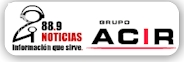 88.9
NOTICIAS
Información que sirve.
GRUPO
ACIR